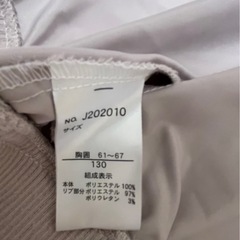 NO. J202010
サイズ
胸囲 61~67
130
組成表示
本体 ポリエステル 100%
リブ部分 ポリエステル 97%
ポリウレタン 3%